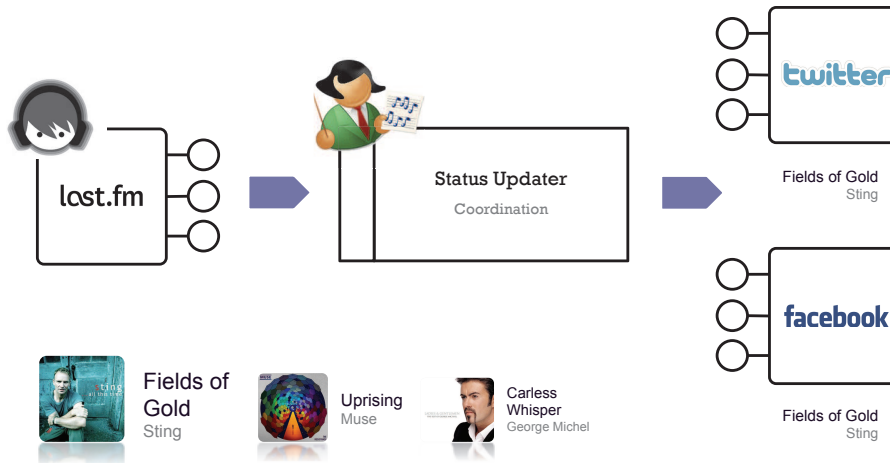 twitter
last.fm
Status Updater
Coordination
Fields of Gold
Sting
facebook
Fields of
Gold
Sting
Uprising
Muse
Carless
Whisper
George Michel
Fields of Gold
Sting